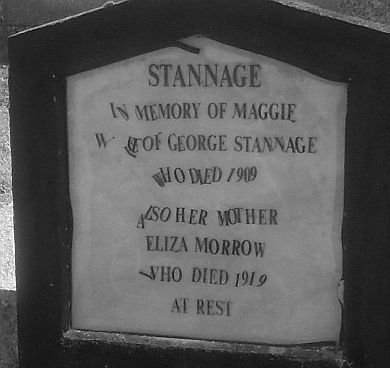 STANNAGE
IN MEMORY OF MAGGIE
WIFE OF GEORGE STANNAGE
WHO DIED 1909
ALSO HER MOTHER
ELIZA MORROW
WHO DIED 1919
AT REST